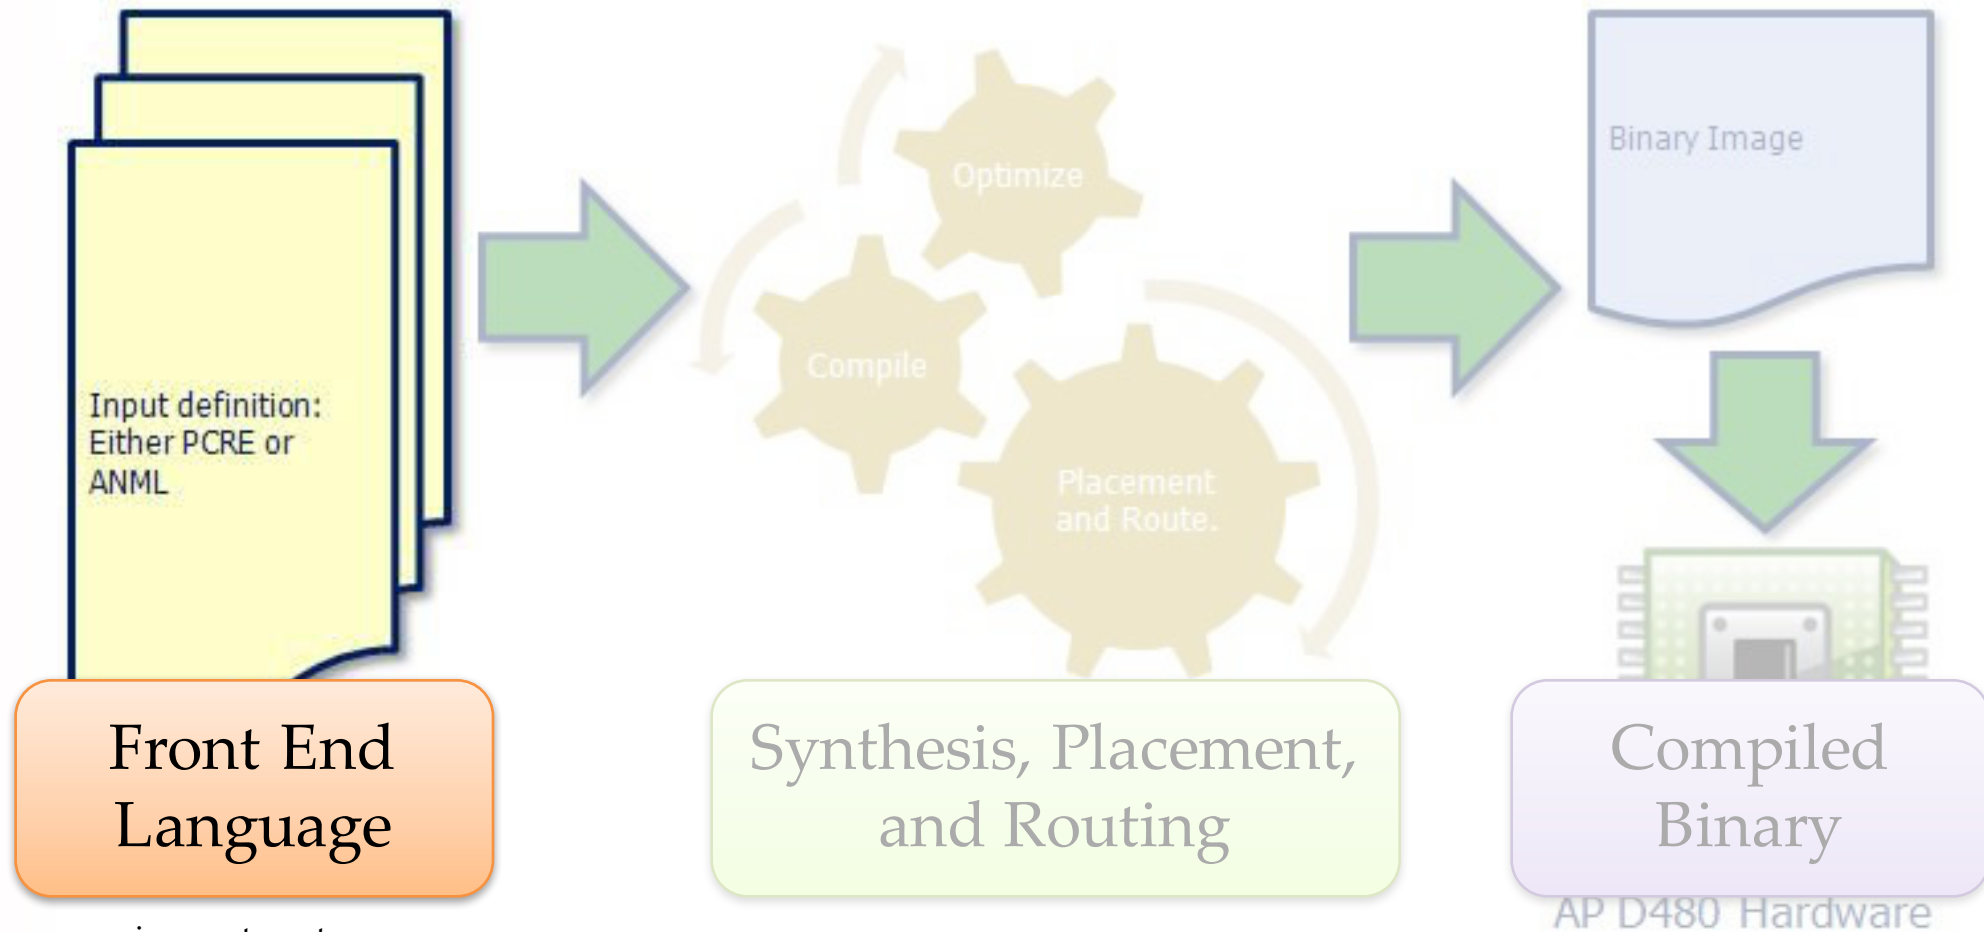 Input definition:
Either PCRE or
ANML
Optimize
Compile
Placement
and Route.
Binary Image
Front End
Language
Synthesis, Placement,
and Routing
Compiled
Binary
AP D480 Hardware